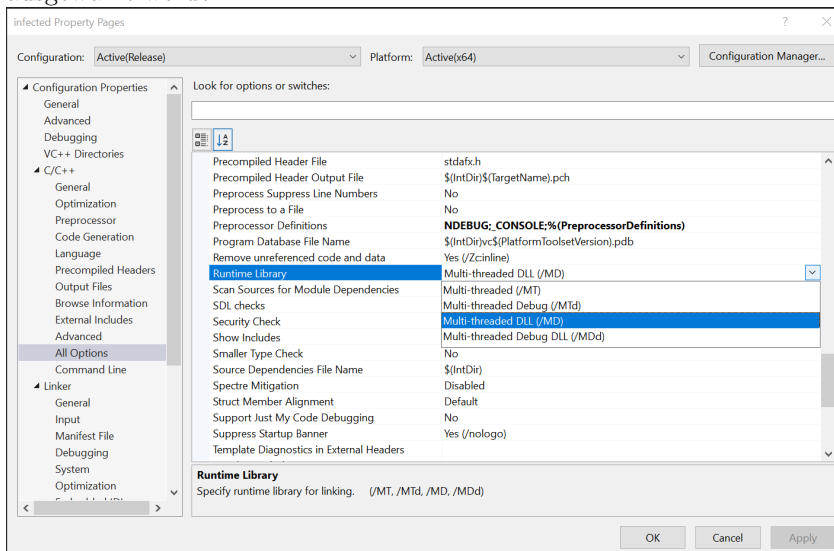 infected Property Pages
Configuration: Active(Release) Platform: Active(x64) Configuration Manager...
Configuration Properties
General
Advanced
Debugging
VC++ Directories
C/C++
General
Optimization
Preprocessor
Code Generation
Language
Precompiled Headers
Output Files
Browse Information
External Includes
Advanced
All Options
Command Line
Linker
General
Input
Manifest File
Debugging
System
Optimization
Look for options or switches:
Precompiled Header File stdafx.h
Precompiled Header Output File $(IntDir)$(TargetName).pch
Preprocess Suppress Line Numbers No
Preprocess to a File No
Preprocessor Definitions NDEBUG;_CONSOLE;%(PreprocessorDefinitions)
Program Database File Name $(IntDir)vc$(PlatformToolsetVersion).pdb
Remove unreferenced code and data Yes (/Zc:inline)
Runtime Library Multi-threaded DLL (/MD)
Scan Sources for Module Dependencies Multi-threaded (/MT)
SDL checks Multi-threaded Debug (/MTd)
Security Check Multi-threaded DLL (/MD)
Show Includes Multi-threaded Debug DLL (/MDd)
Smaller Type Check No
Source Dependencies File Name $(IntDir)
Spectre Mitigation Disabled
Struct Member Alignment Default
Support Just My Code Debugging No
Suppress Startup Banner Yes (/nologo)
Template Diagnostics in External Headers
Runtime Library
Specify runtime library for linking. (/MT, /MTd, /MD, /MDd)
OK Cancel Apply